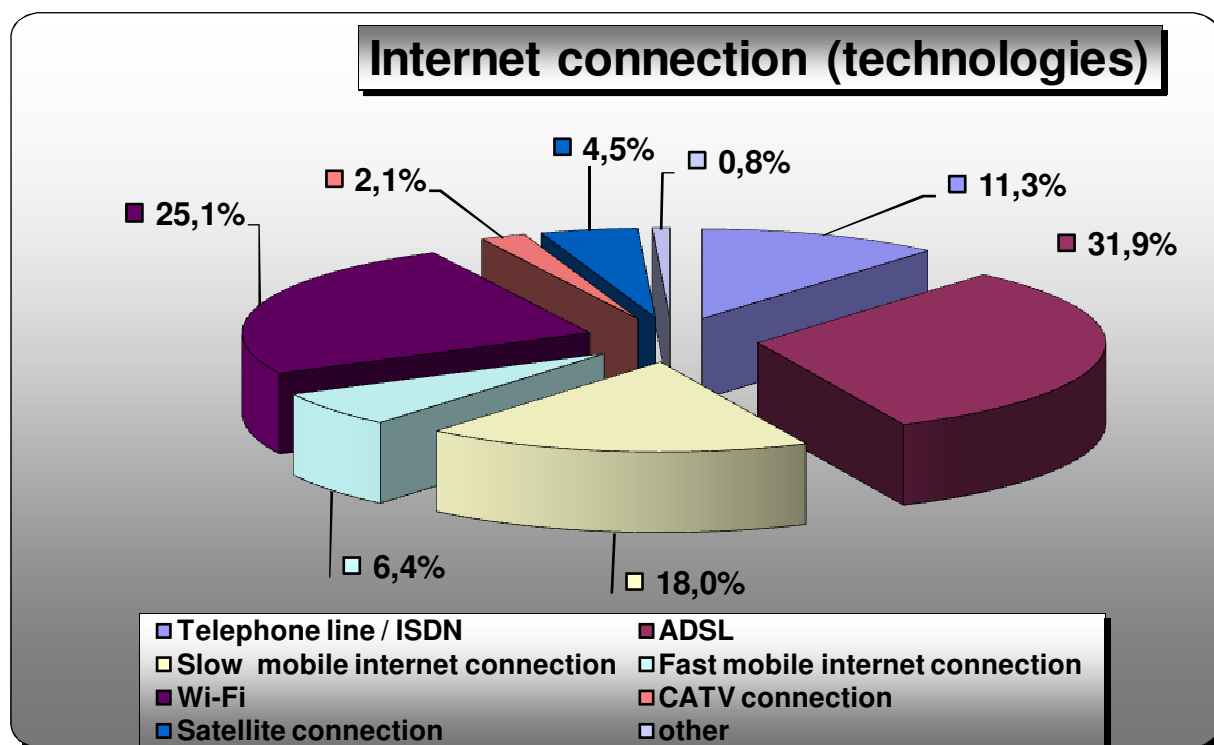 Internet connection (technologies)
4,5%
0,8%
2,1%
11,3%
25,1%
31,9%
6,4%
18,0%
Telephone line / ISDN
ADSL
Slow mobile internet connection
Fast mobile internet connection
Wi-Fi
CATV connection
Satellite connection
other